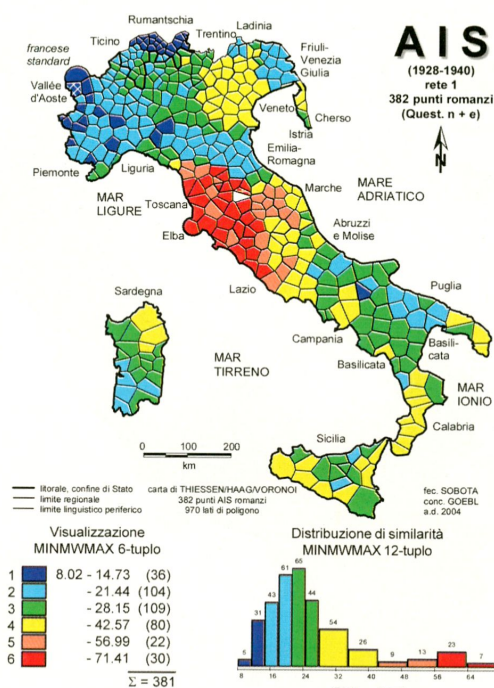 Rumantschia
Ladinia
Ticino
Trentino
francese
standard
Friuli-
Venezia
Giulia
Vallée
d'Aoste
Veneto
Cherso
Istria
Emilia-
Romagna
Piemonte
Liguria
Marche
MAR
LIGURE
Toscana
MARE
ADRIATICO
Elba
Abruzzi
e Molise
Lazio
Puglia
Sardegna
Campania
Basili-
cata
Basilicata
MAR
TIRRENO
MAR
IONIO
Calabria
Sicilia
A I S
(1928-1940)
rete 1
382 punti romanzi
(Quest. n + e)
N
0 100 200
km
litorale, confine di Stato
limite regionale
limite linguistico periferico
carta di THIESSEN/HAAG/VORONOI
382 punti AIS romanzi
970 lati di poligono
fec. SOBOTA
conc. GOEBL
a.d. 2004
Visualizzazione
MINMWMAX 6-tuplo
1 8.02 - 14.73 (36)
2 - 21.44 (104)
3 - 28.15 (109)
4 - 42.57 (80)
5 - 56.99 (22)
6 - 71.41 (30)
Σ = 381
Distribuzione di similarità
MINMWMAX 12-tuplo
31 43 61 65 44 54 26 9 13 23 7
8 12 16 20 24 28 32 40 44 48 56 64